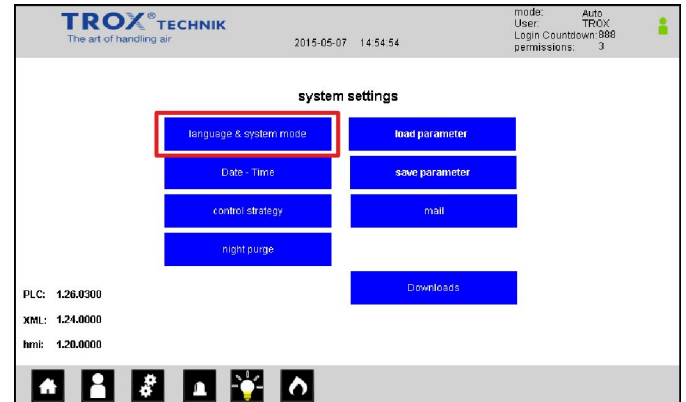 TROX® TECHNIK
The art of handling air
2015-05-07 14:54:54
mode: Auto
User: TROX
Login Countdown: 888
permissions: 3
system settings
language & system mode load parameter
Date - Time save parameter
control strategy mail
night purge
Downloads
PLC: 1.26.0300
XML: 1.24.0000
hmi: 1.20.0000